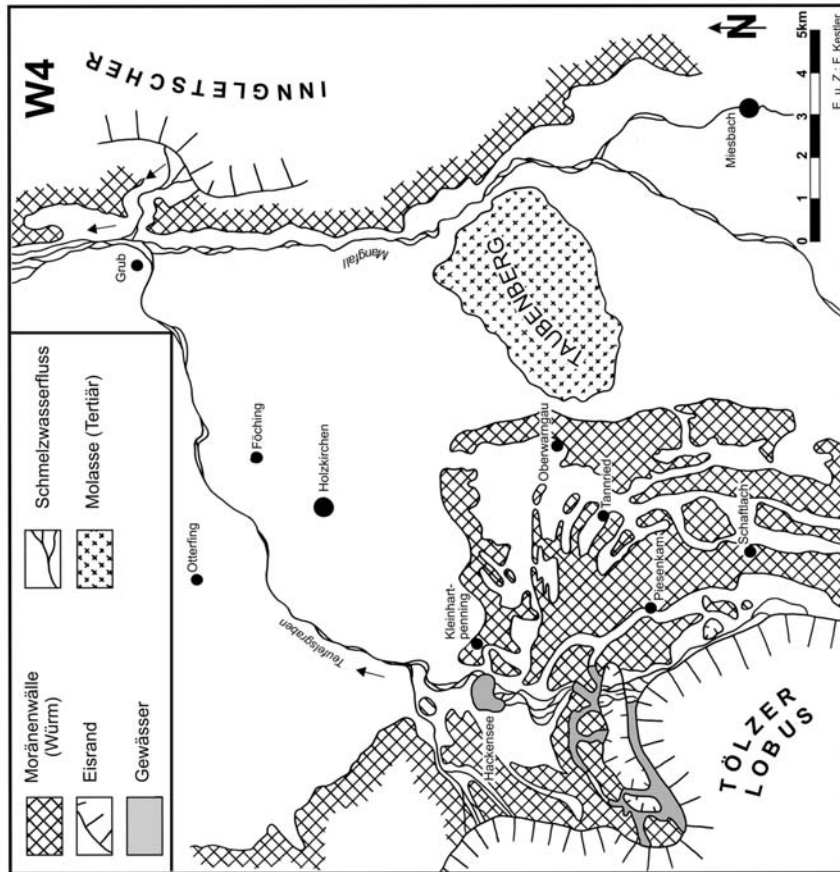 Moränenwälle
(Würm)
Eisrand
Gewässer
Schmelzwasserfluss
Molasse (Tertiär)
W4
INNGLETSCHER
Grub
Otterfing
Föching
Holzkirchen
Teufelsgraben
Mangfall
TAUBENBERG
Kleinhart-
penning
Hackensee
Oberwarngau
Tannried
Piesenkam
Schaftlach
Miesbach
TÖLZER
LOBUS
N
0 1 2 3 4 5km
E. u. Z.: F. Kestler